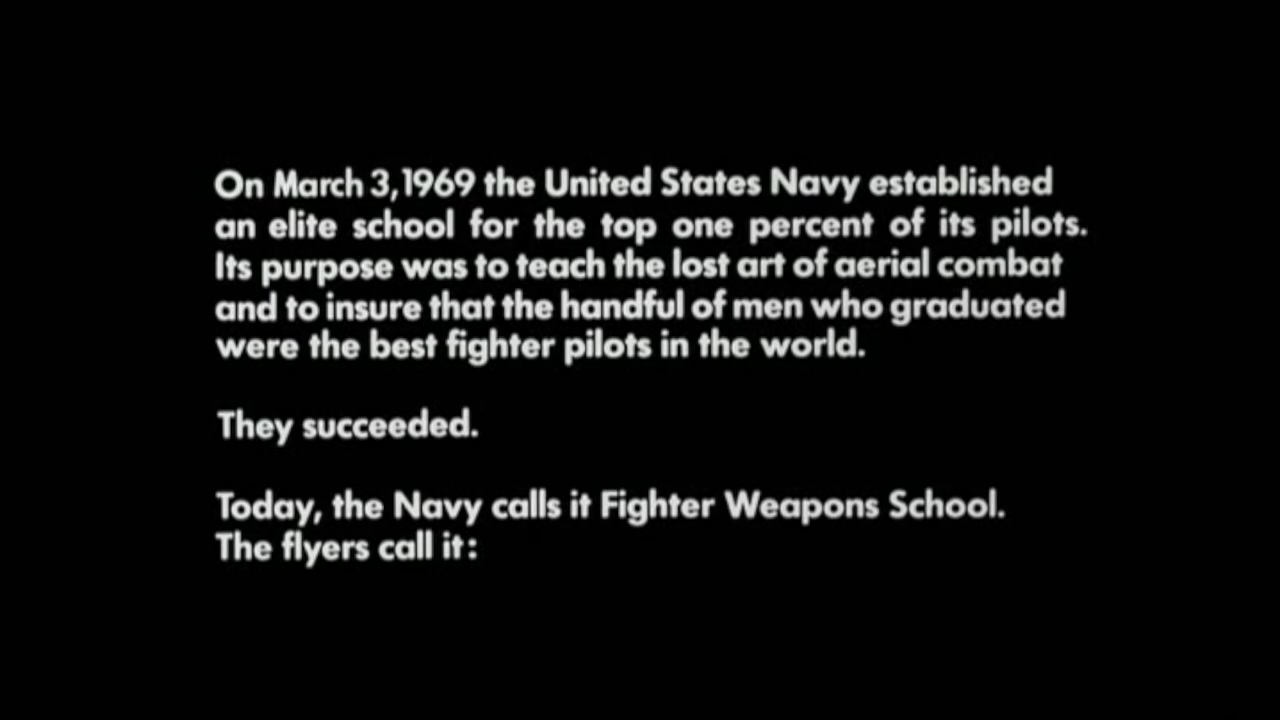 On March 3, 1969 the United States Navy established
an elite school for the top one percent of its pilots.
Its purpose was to teach the lost art of aerial combat
and to insure that the handful of men who graduated
were the best fighter pilots in the world.
They succeeded.
Today, the Navy calls it Fighter Weapons School.
The flyers call it: